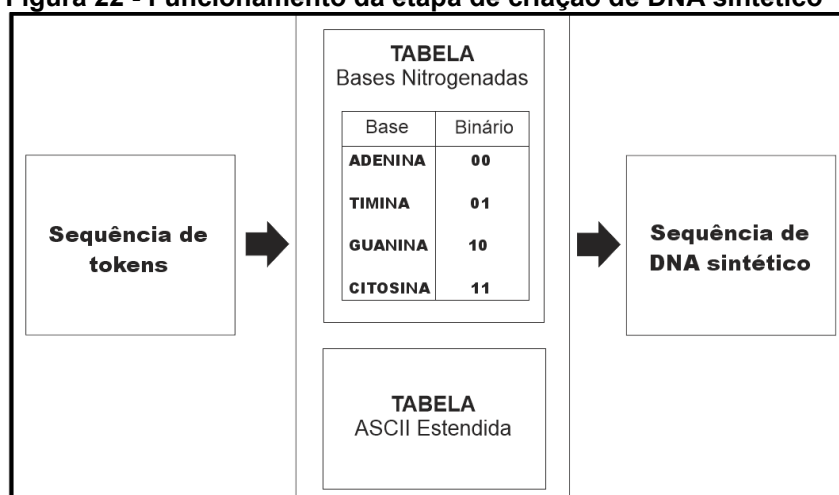 Figura 22 - Funcionamento da etapa de criação de DNA sintético
TABELA
Bases Nitrogenadas
Base Binário
ADENINA 00
TIMINA 01
GUANINA 10
CITOSINA 11
Sequência de
tokens
Sequência de
DNA sintético
TABELA
ASCII Estendida